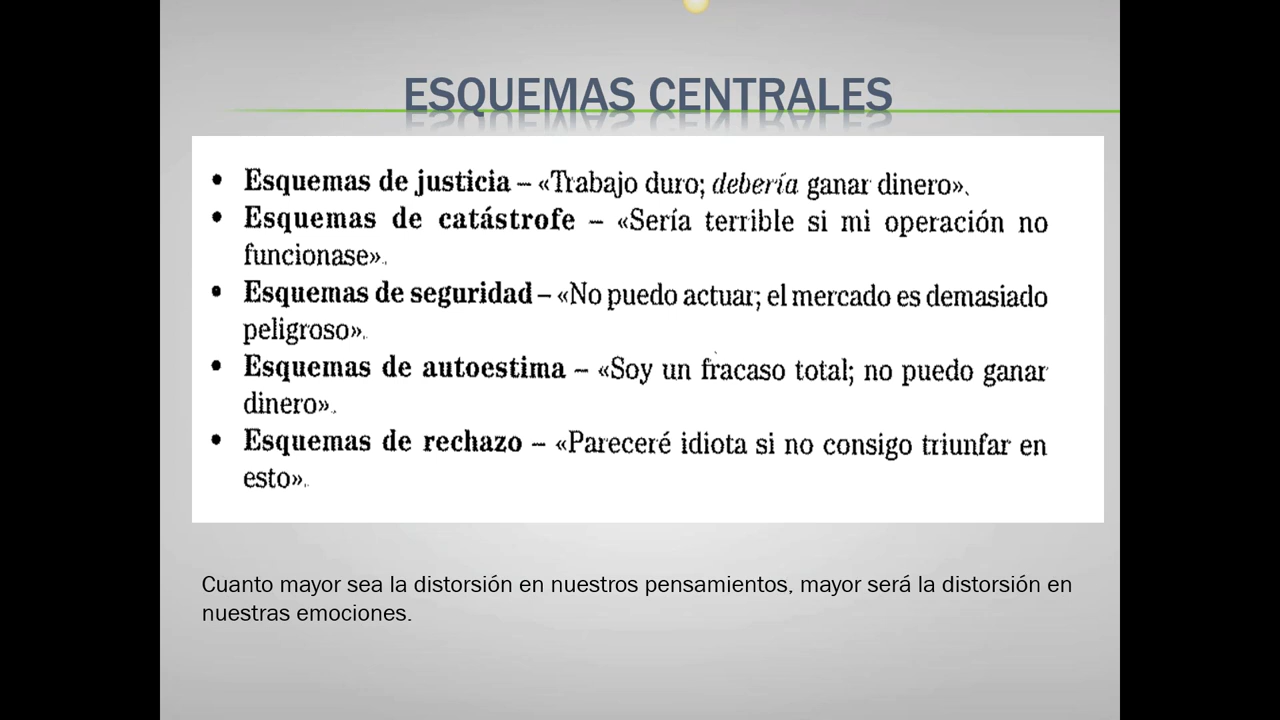 ESQUEMAS CENTRALES
• Esquemas de justicia – «Trabajo duro; debería ganar dinero».
• Esquemas de catástrofe – «Sería terrible si mi operación no
funcionase».
• Esquemas de seguridad – «No puedo actuar; el mercado es demasiado
peligroso».
• Esquemas de autoestima – «Soy un fracaso total; no puedo ganar
dinero».
• Esquemas de rechazo – «Pareceré idiota si no consigo triunfar en
esto».
Cuanto mayor sea la distorsión en nuestros pensamientos, mayor será la distorsión en
nuestras emociones.